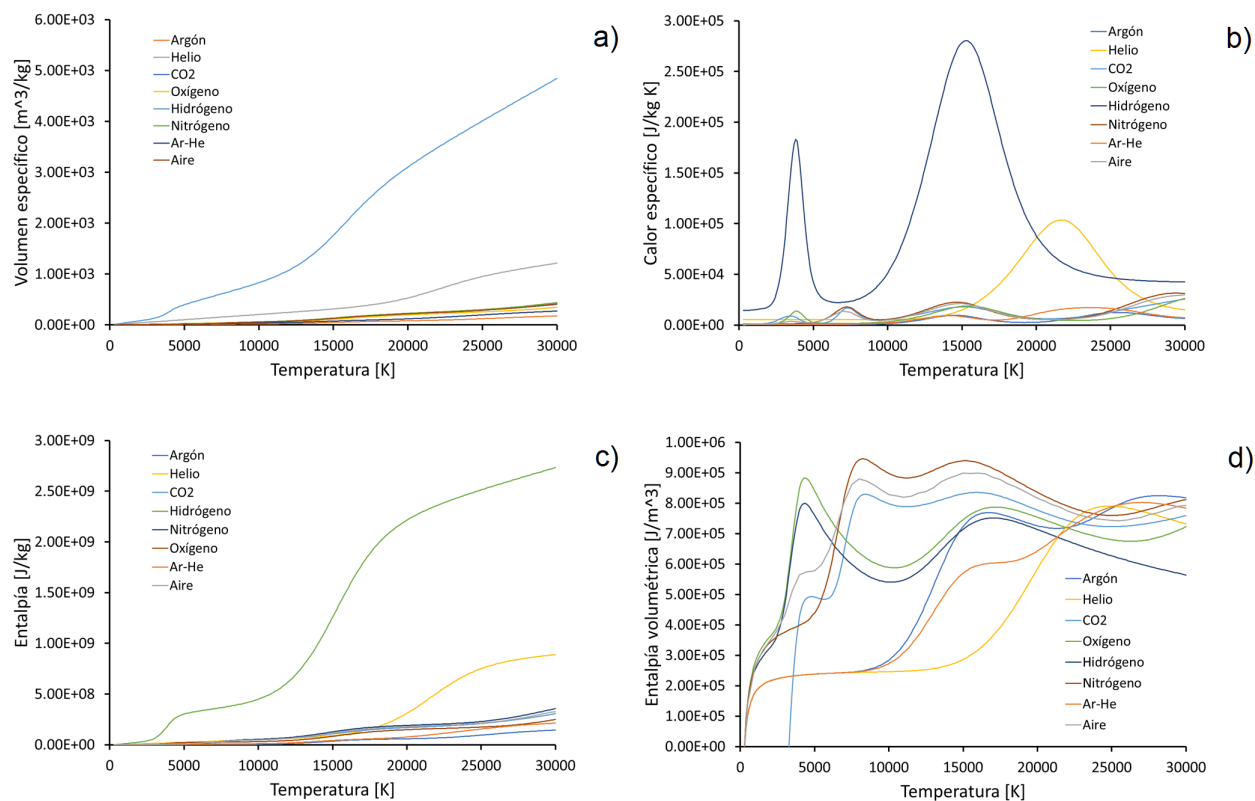 a)
Volumen específico [m^3/kg]
6.00E+03
5.00E+03
4.00E+03
3.00E+03
2.00E+03
1.00E+03
0.00E+00
Argón
Helio
CO2
Oxígeno
Hidrógeno
Nitrógeno
Ar-He
Aire
0 5000 10000 15000 20000 25000 30000
Temperatura [K]
b)
Calor específico [J/kg K]
3.00E+05
2.50E+05
2.00E+05
1.50E+05
1.00E+05
5.00E+04
0.00E+00
Argón
Helio
CO2
Oxígeno
Hidrógeno
Nitrógeno
Ar-He
Aire
0 5000 10000 15000 20000 25000 30000
Temperatura [K]
c)
Entalpía [J/kg]
3.00E+09
2.50E+09
2.00E+09
1.50E+09
1.00E+09
5.00E+08
0.00E+00
Argón
Helio
CO2
Hidrógeno
Nitrógeno
Oxígeno
Ar-He
Aire
0 5000 10000 15000 20000 25000 30000
Temperatura [K]
d)
Entalpía volumétrica [J/m^3]
1.00E+06
9.00E+05
8.00E+05
7.00E+05
6.00E+05
5.00E+05
4.00E+05
3.00E+05
2.00E+05
1.00E+05
0.00E+00
Argón
Helio
CO2
Oxígeno
Hidrógeno
Nitrógeno
Ar-He
Aire
0 5000 10000 15000 20000 25000 30000
Temperatura [K]